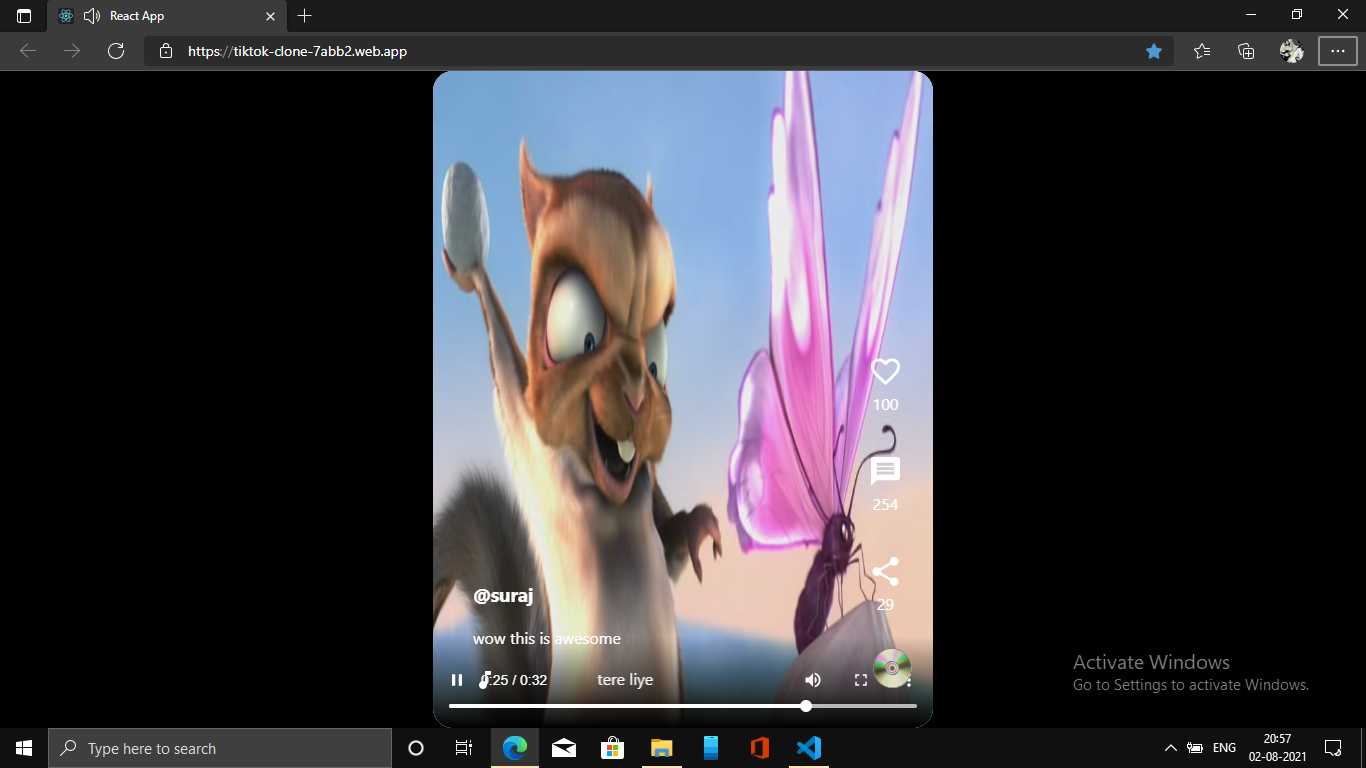 React App
https://tiktok-clone-7abb2.web.app
100
254
@suraj
29
wow this is awesome
0:25 / 0:32
tere liye
Activate Windows
Go to Settings to activate Windows.
Type here to search
ENG
20:57
02-08-2021